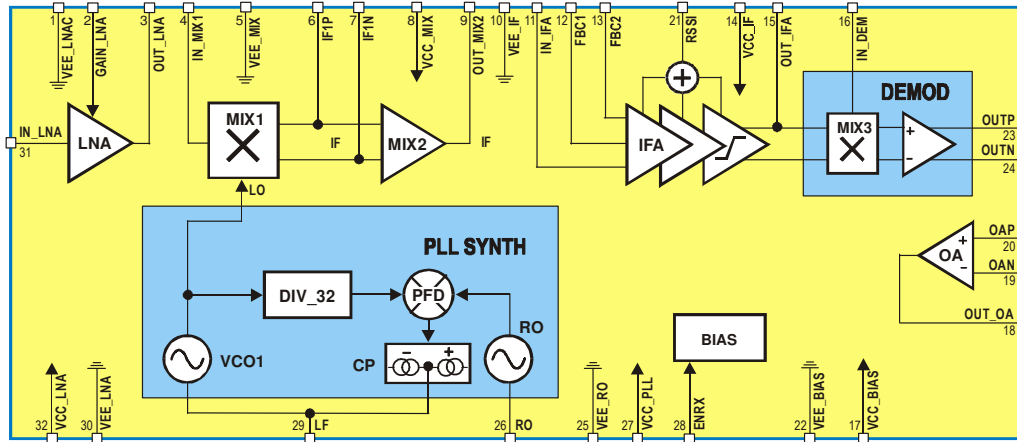 1 VEE_LNAC
2 GAIN_LNA
3 OUT_LNA
4 IN_MIX1
5 VEE_MIX
6 IF1P
7 IF1N
8 VCC_MIX
9 OUT_MIX2
10 VEE_IF
11 IN_IFA
12 FBC1
13 FBC2
21 RSSI
14 VCC_IF
15 OUT_IFA
16 IN_DEM
IN_LNA
31
LNA
MIX1
IF
MIX2
IF
IFA
+
DEMOD
MIX3
+
–
OUTP
23
OUTN
24
LO
PLL SYNTH
DIV_32
PFD
RO
VCO1
CP
– +
BIAS
OA
+
–
OAP
20
OAN
19
OUT_OA
18
32 VCC_LNA
30 VEE_LNA
29 LF
26 RO
25 VEE_RO
27 VCC_PLL
28 ENRX
22 VEE_BIAS
17 VCC_BIAS